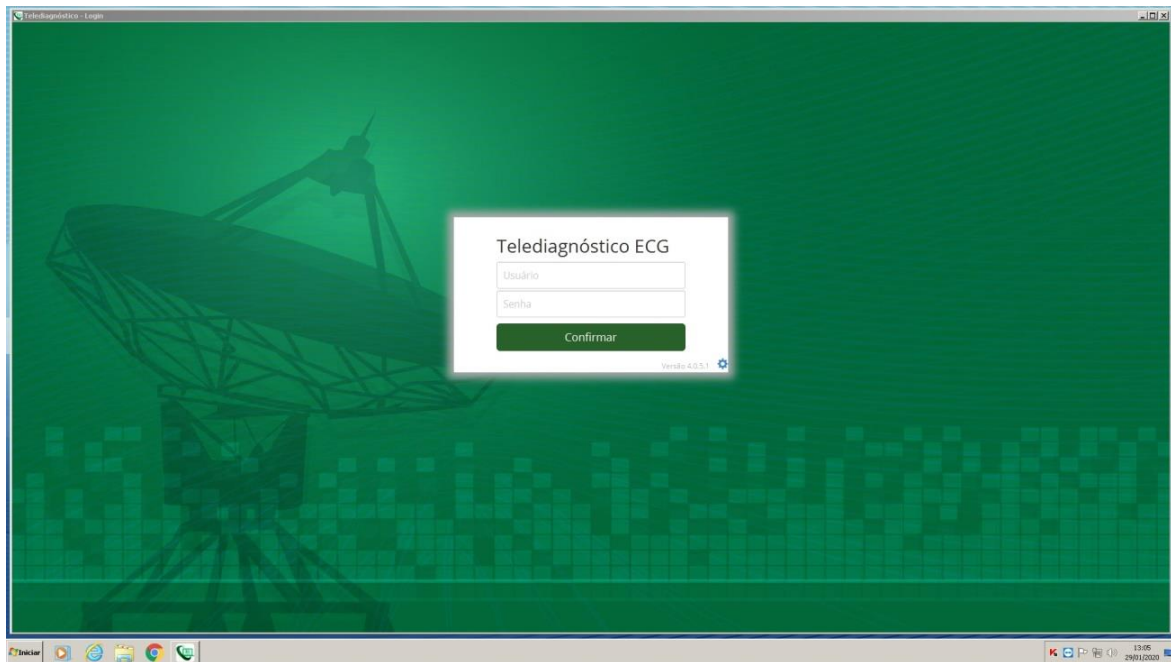 Telediagnóstico - Login
Telediagnóstico ECG
Usuário
Senha
Confirmar
Versão 4.0.5.1
Iniciar
13:05
29/01/2020